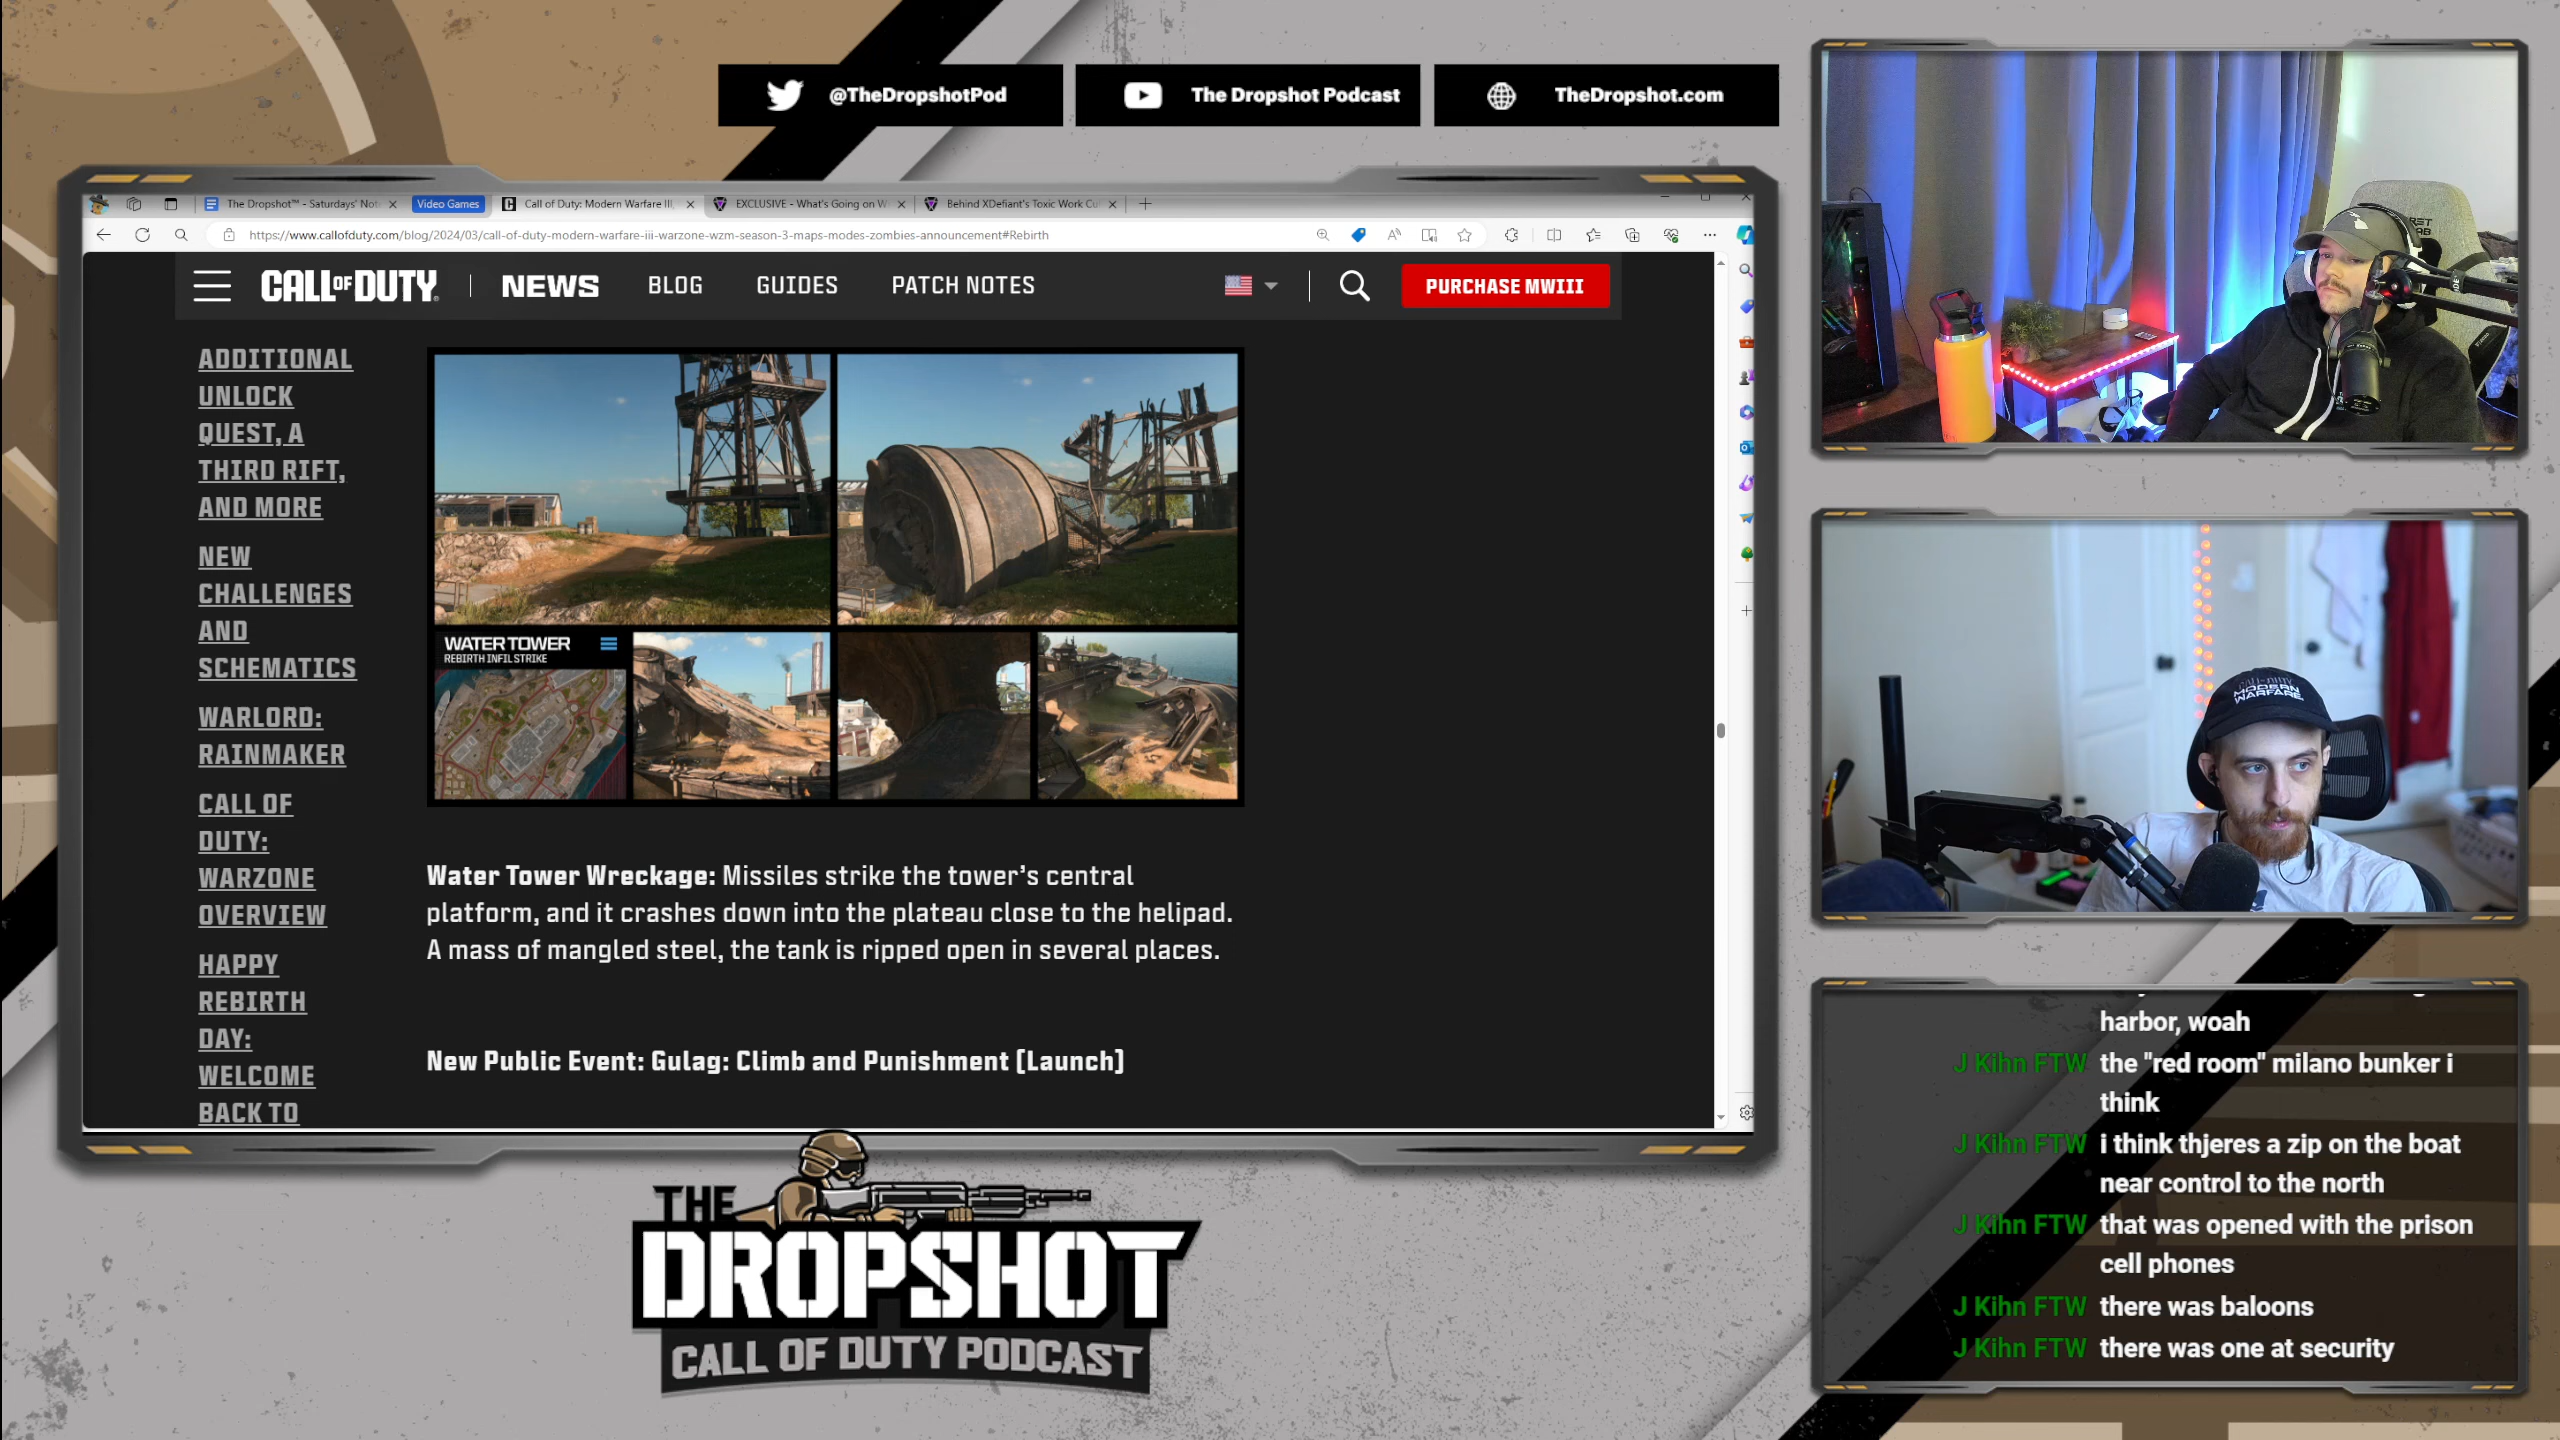 @TheDropshotPod
The Dropshot Podcast
TheDropshot.com
The Dropshot™ - Saturdays' Not
Video Games
Call of Duty: Modern Warfare III,
EXCLUSIVE - What's Going on W
Behind XDefiant's Toxic Work Cu
https://www.callofduty.com/blog/2024/03/call-of-duty-modern-warfare-iii-warzone-wzm-season-3-maps-modes-zombies-announcement#Rebirth
CALL OF DUTY
NEWS
BLOG
GUIDES
PATCH NOTES
PURCHASE MWIII
ADDITIONAL
UNLOCK
QUEST, A
THIRD RIFT,
AND MORE
NEW
CHALLENGES
AND
SCHEMATICS
WARLORD:
RAINMAKER
CALL OF
DUTY:
WARZONE
OVERVIEW
HAPPY
REBIRTH
DAY:
WELCOME
BACK TO
WATER TOWER
REBIRTH INFIL STRIKE
Water Tower Wreckage: Missiles strike the tower's central
platform, and it crashes down into the plateau close to the helipad.
A mass of mangled steel, the tank is ripped open in several places.
New Public Event: Gulag: Climb and Punishment [Launch]
CALL OF DUTY
MODERN
WARFARE
harbor, woah
J Kihn FTW the "red room" milano bunker i
think
J Kihn FTW i think thjeres a zip on the boat
near control to the north
J Kihn FTW that was opened with the prison
cell phones
J Kihn FTW there was baloons
J Kihn FTW there was one at security
THE
DROPSHOT
CALL OF DUTY PODCAST